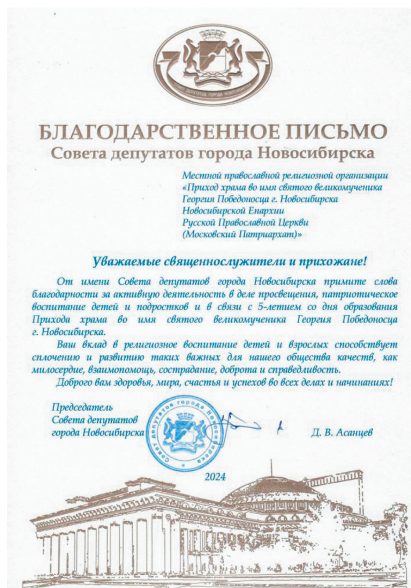 БЛАГОДАРСТВЕННОЕ ПИСЬМО
Совета депутатов города Новосибирска
Местной православной религиозной организации
«Приход храма во имя святого великомученика
Георгия Победоносца г. Новосибирска
Новосибирской Епархии
Русской Православной Церкви
(Московский Патриархат)»
Уважаемые священнослужители и прихожане!
От имени Совета депутатов города Новосибирска примите слова
благодарности за активную деятельность в деле просвещения, патриотическое
воспитание детей и подростков и в связи с 5-летием со дня образования
Прихода храма во имя святого великомученика Георгия Победоносца
г. Новосибирска.
Ваш вклад в религиозное воспитание детей и взрослых способствует
сплочению и развитию таких важных для нашего общества качеств, как
милосердие, взаимопомощь, сострадание, доброта и справедливость.
Доброго вам здоровья, мира, счастья и успехов во всех делах и начинаниях!
Председатель
Совета депутатов
города Новосибирска
Д. В. Асанцев
2024